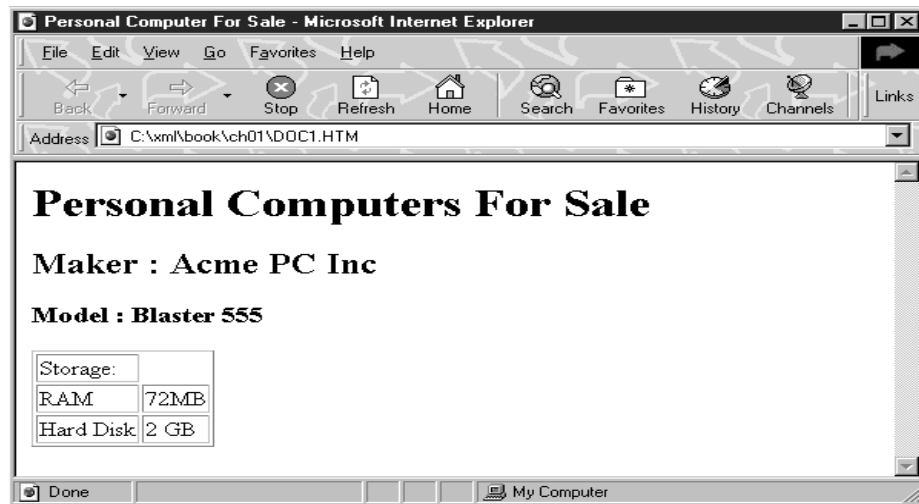 Personal Computer For Sale - Microsoft Internet Explorer
File Edit View Go Favorites Help
Back Forward Stop Refresh Home Search Favorites History Channels Links
Address C:\xml\book\ch01\DOC1.HTM
Personal Computers For Sale
Maker : Acme PC Inc
Model : Blaster 555
Storage:
RAM 72MB
Hard Disk 2 GB
Done My Computer